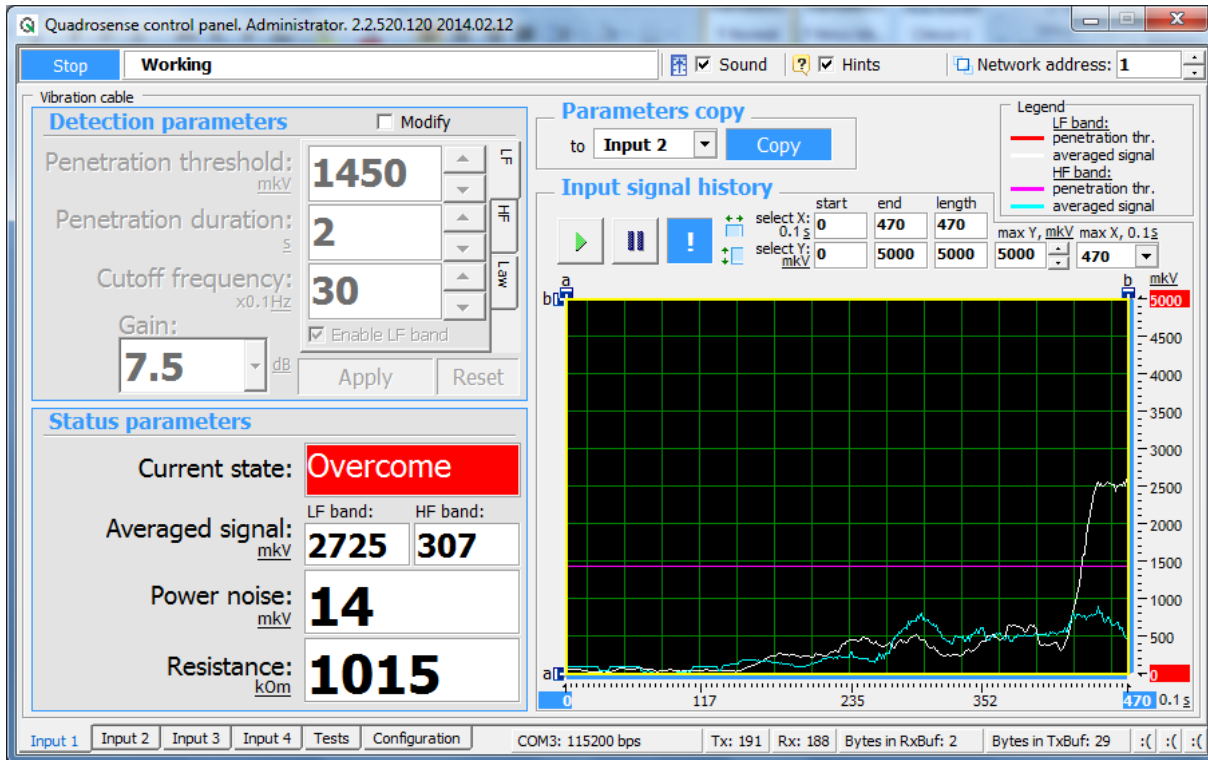 Quadrosense control panel. Administrator. 2.2.520.120 2014.02.12
Stop Working Sound Hints Network address: 1
Vibration cable
Detection parameters Modify
Penetration threshold: mkV 1450
Penetration duration: s 2
Cutoff frequency: x0.1Hz 30
Enable LF band
Gain: 7.5 dB
Apply Reset
LF
HF
Law
Status parameters
Current state: Overcome
LF band: HF band:
Averaged signal: mkV 2725 307
Power noise: mkV 14
Resistance: kOm 1015
Parameters copy
to Input 2 Copy
Legend
LF band:
penetration thr.
averaged signal
HF band:
penetration thr.
averaged signal
Input signal history
start end length
select X: 0.1 s 0 470 470
select Y: mkV 0 5000 5000
max Y, mkV max X, 0.1s
5000 470
a b mkV
b 5000
4500
4000
3500
3000
2500
2000
1500
1000
500
a 0
0 117 235 352 470 0.1 s
Input 1 Input 2 Input 3 Input 4 Tests Configuration COM3: 115200 bps Tx: 191 Rx: 188 Bytes in RxBuf: 2 Bytes in TxBuf: 29 :( :( :(